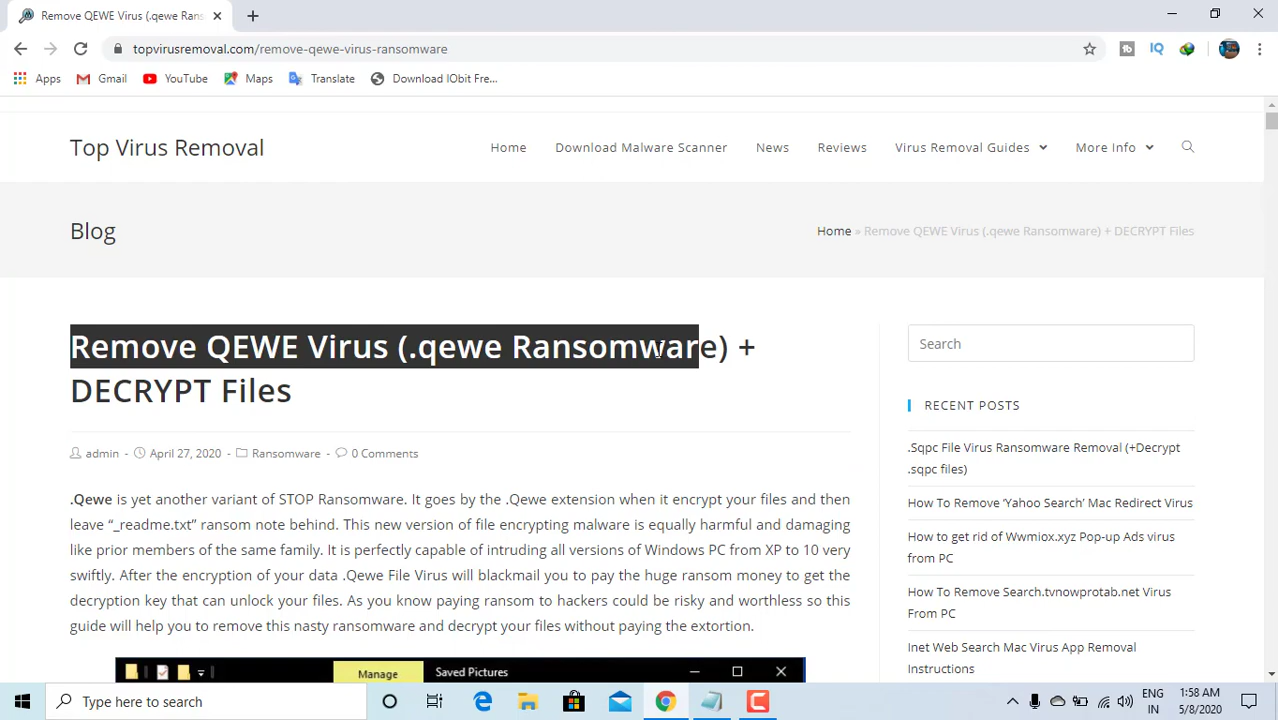 Remove QEWE Virus (.qewe Rans
topvirusremoval.com/remove-qewe-virus-ransomware
Apps Gmail YouTube Maps Translate Download IObit Fre...
Top Virus Removal
Home Download Malware Scanner News Reviews Virus Removal Guides More Info
Blog
Home » Remove QEWE Virus (.qewe Ransomware) + DECRYPT Files
Remove QEWE Virus (.qewe Ransomware) +
DECRYPT Files
admin - April 27, 2020 - Ransomware - 0 Comments
.Qewe is yet another variant of STOP Ransomware. It goes by the .Qewe extension when it encrypt your files and then
leave “_readme.txt” ransom note behind. This new version of file encrypting malware is equally harmful and damaging
like prior members of the same family. It is perfectly capable of intruding all versions of Windows PC from XP to 10 very
swiftly. After the encryption of your data .Qewe File Virus will blackmail you to pay the huge ransom money to get the
decryption key that can unlock your files. As you know paying ransom to hackers could be risky and worthless so this
guide will help you to remove this nasty ransomware and decrypt your files without paying the extortion.
Manage Saved Pictures
Search
RECENT POSTS
.Sqpc File Virus Ransomware Removal (+Decrypt
.sqpc files)
How To Remove ‘Yahoo Search’ Mac Redirect Virus
How to get rid of Wwmiox.xyz Pop-up Ads virus
from PC
How To Remove Search.tvnowprotab.net Virus
From PC
Inet Web Search Mac Virus App Removal
Instructions
Type here to search
ENG
IN
1:58 AM
5/8/2020